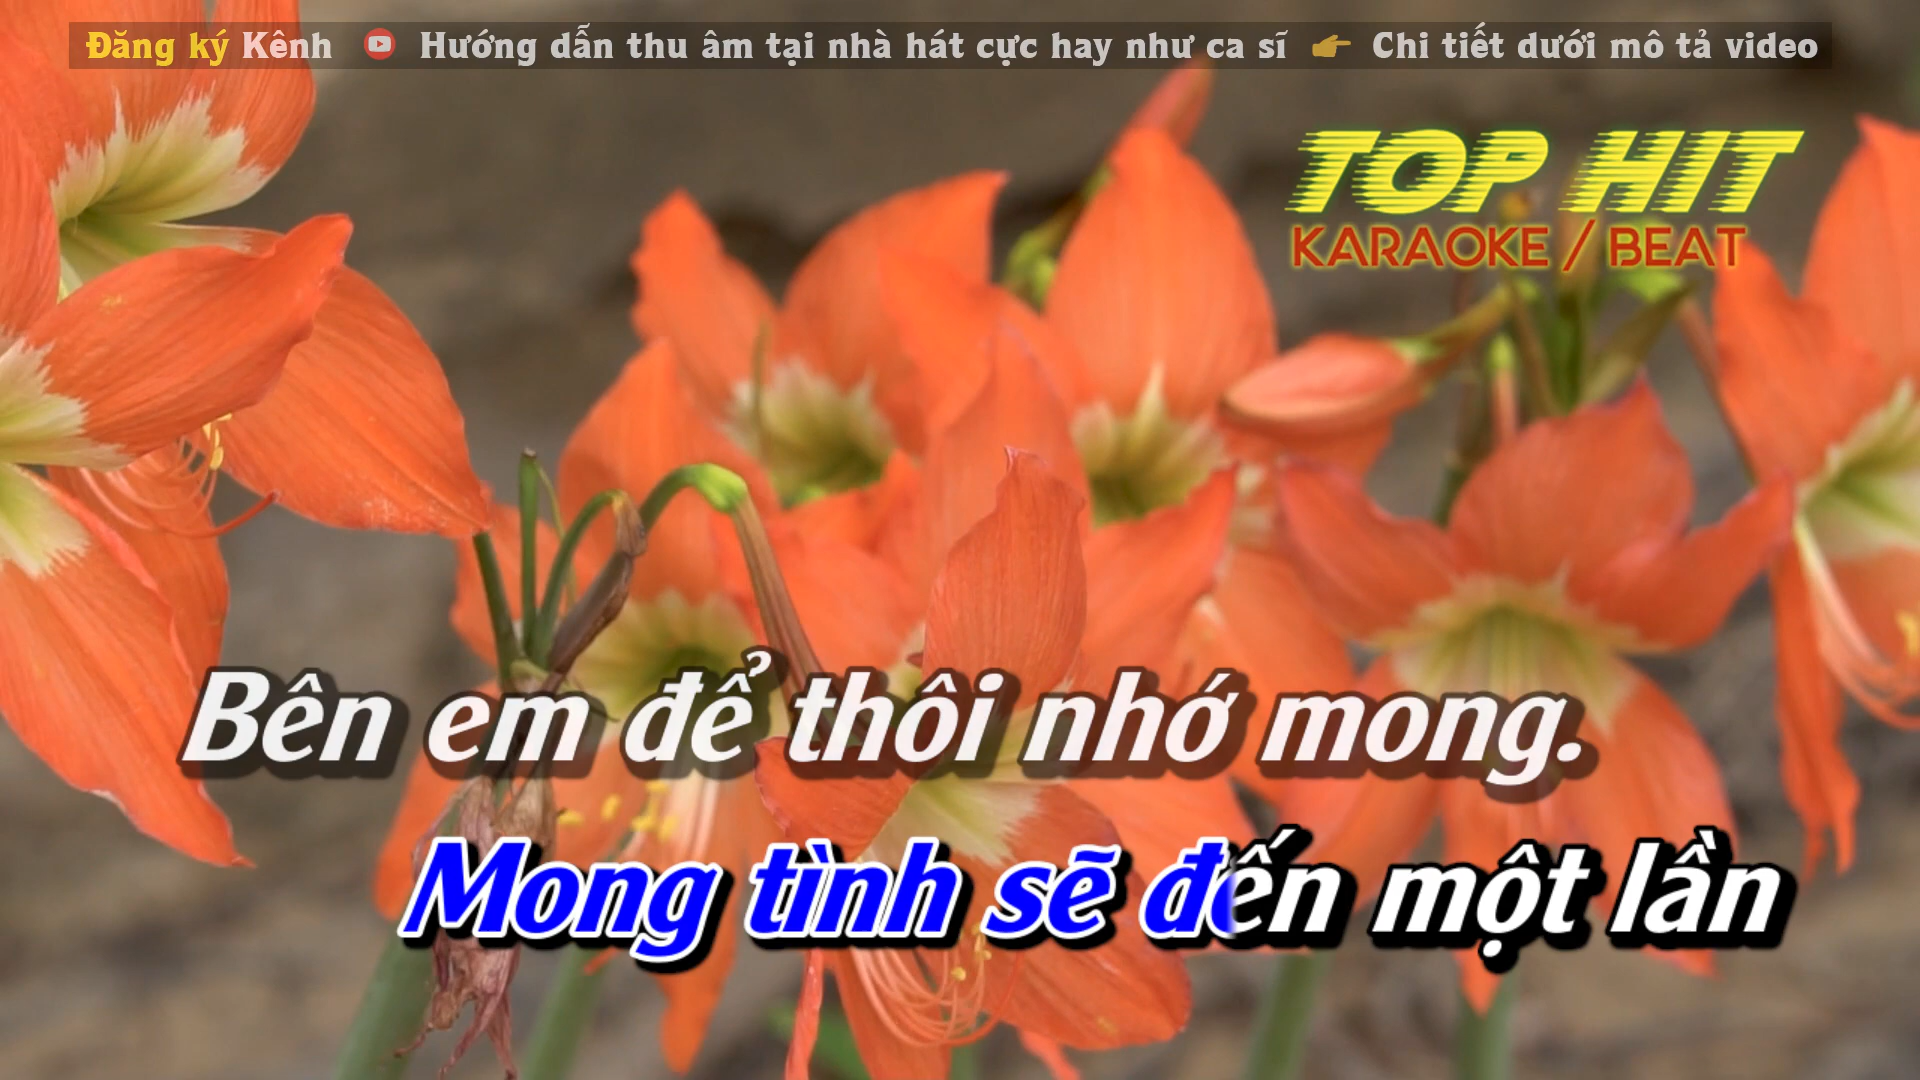 Đăng ký Kênh Hướng dẫn thu âm tại nhà hát cực hay như ca sĩ 👉 Chi tiết dưới mô tả video
TOP HIT
KARAOKE / BEAT
Bên em để thôi nhớ mong.
Mong tình sẽ đến một lần